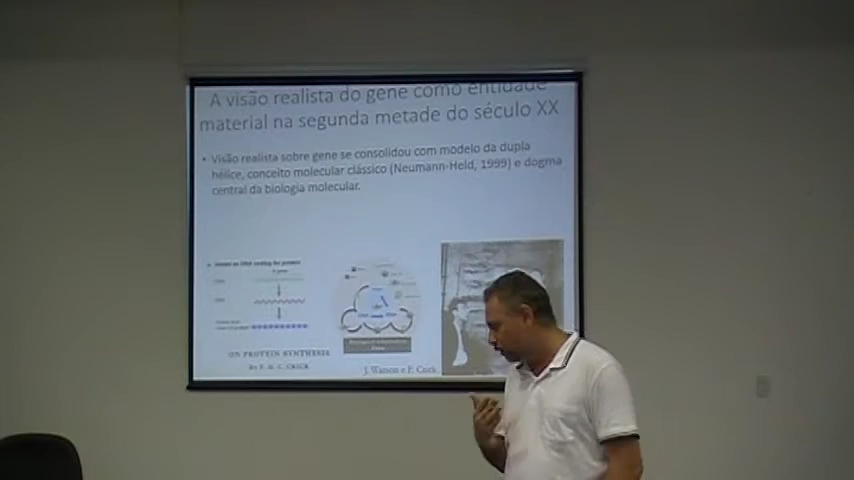 A visão realista do gene como entidade
material na segunda metade do século XX
• Visão realista sobre gene se consolidou com modelo da dupla
hélice, conceito molecular clássico (Neumann-Held, 1999) e dogma
central da biologia molecular.
ON PROTEIN SYNTHESIS
By F. H. C. CRICK
J. Watson e F. Crick